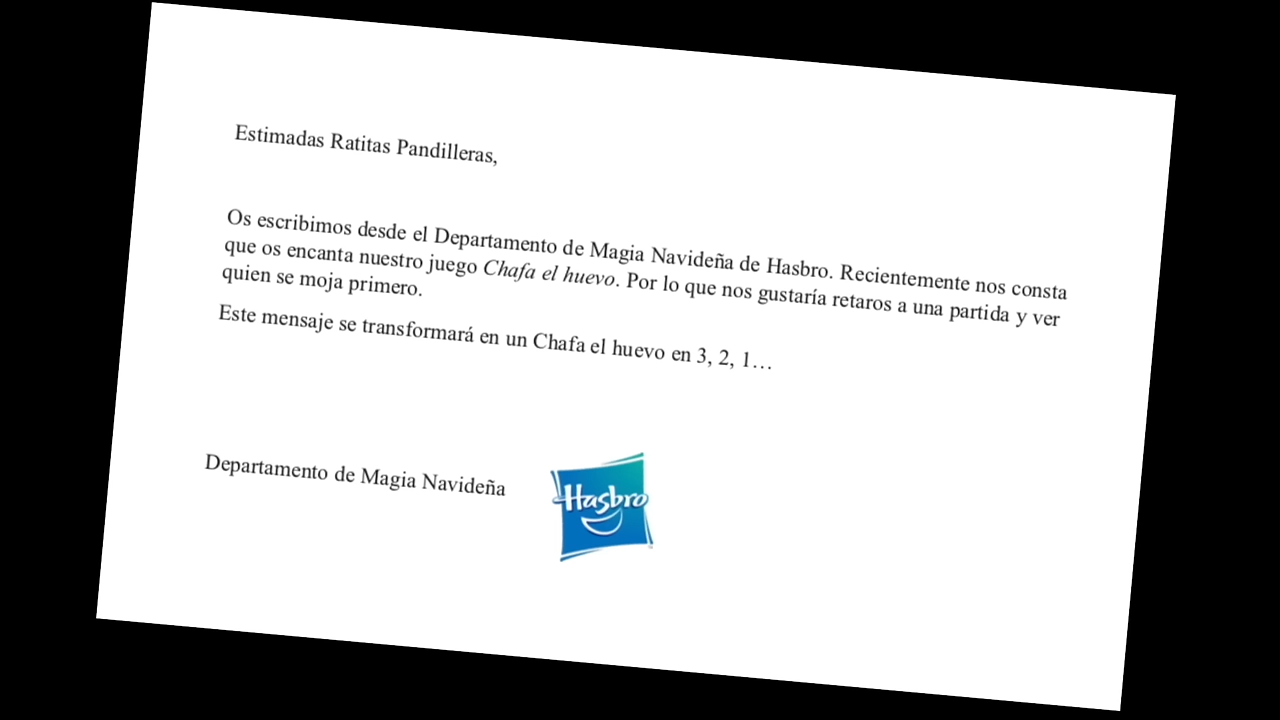 Estimadas Ratitas Pandilleras,
Os escribimos desde el Departamento de Magia Navideña de Hasbro. Recientemente nos consta
que os encanta nuestro juego Chafa el huevo. Por lo que nos gustaría retaros a una partida y ver
quien se moja primero.
Este mensaje se transformará en un Chafa el huevo en 3, 2, 1…
Departamento de Magia Navideña
Hasbro